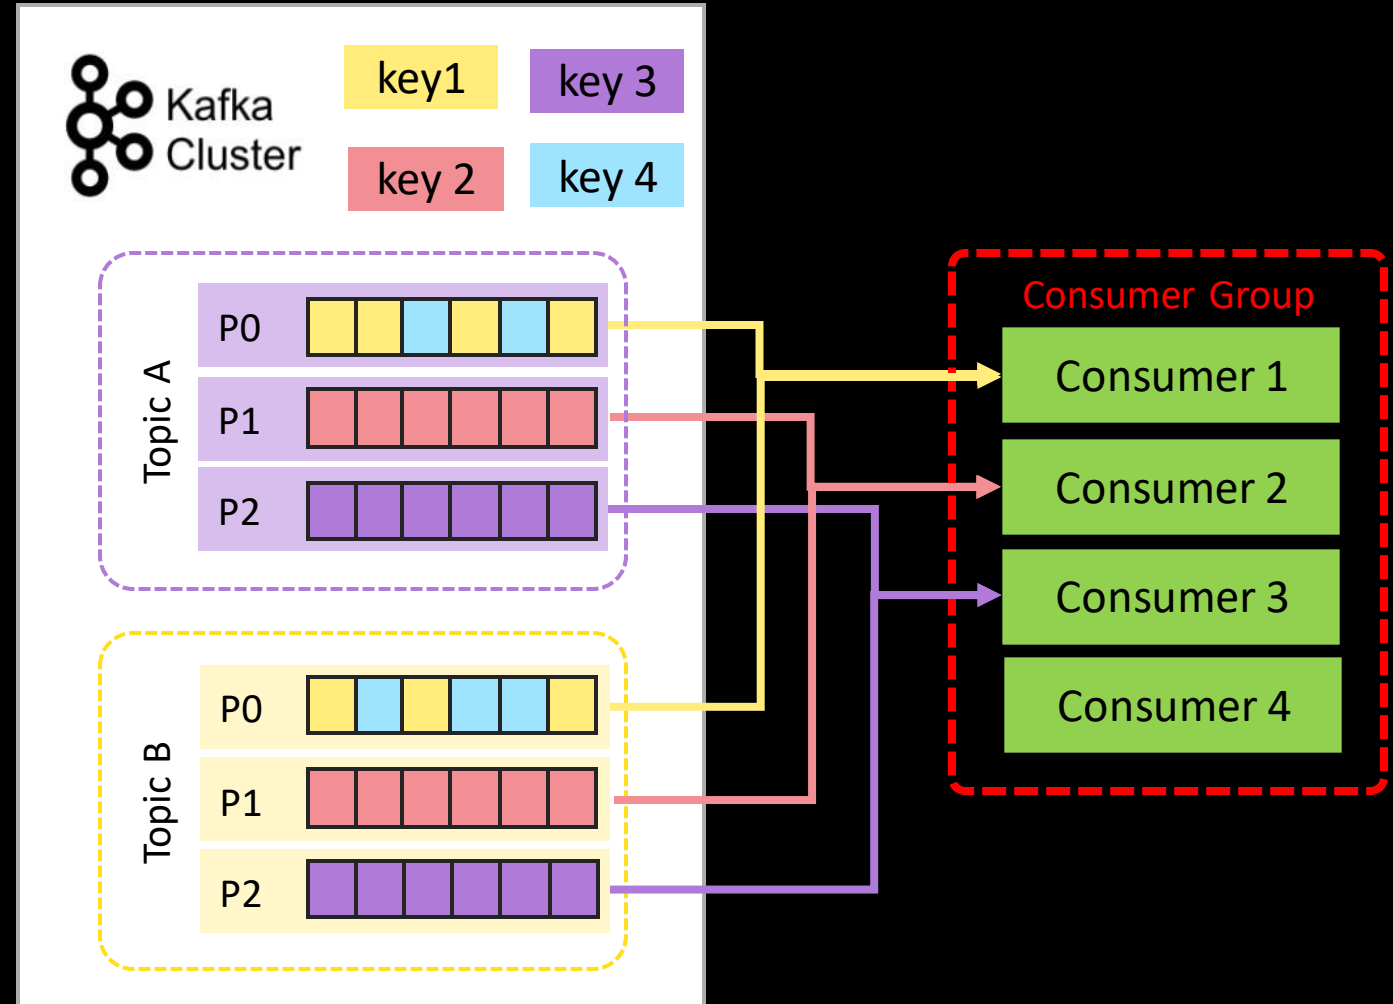 Kafka
Cluster
key1
key 3
key 2
key 4
Topic A
P0
P1
P2
Topic B
P0
P1
P2
Consumer Group
Consumer 1
Consumer 2
Consumer 3
Consumer 4